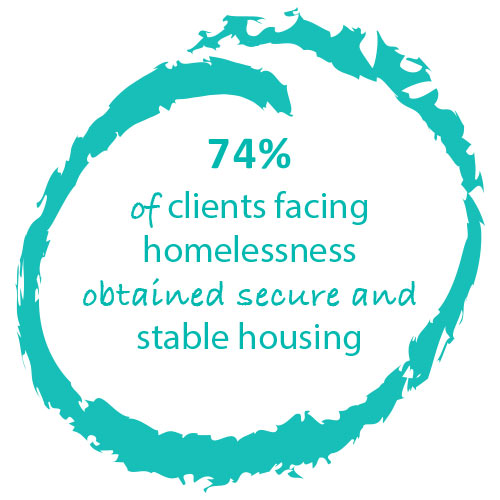 74%
of clients facing
homelessness
obtained secure and
stable housing